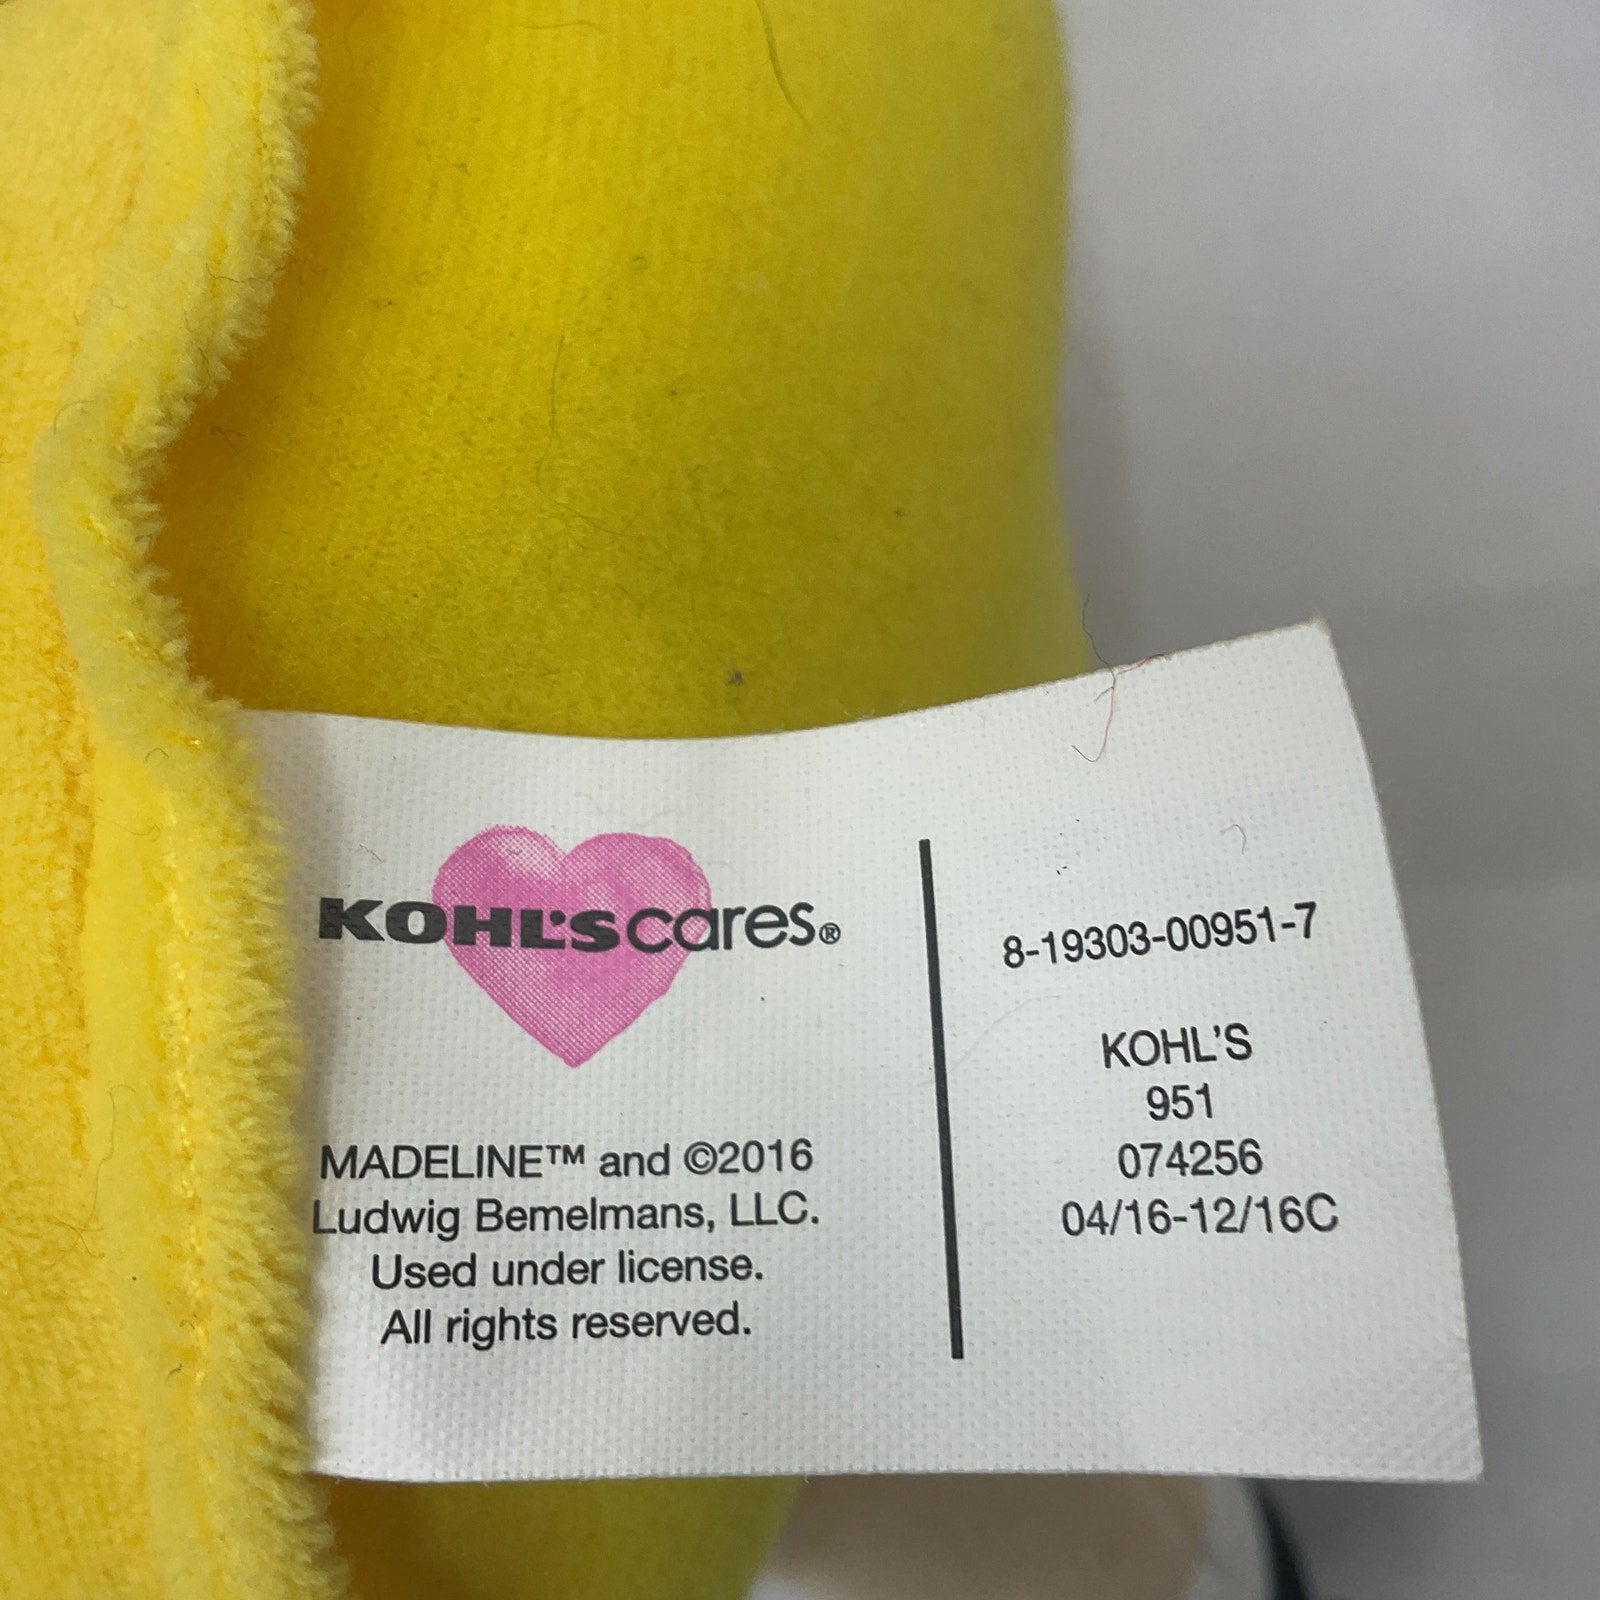 KOHL'S cares®
MADELINE™ and ©2016
Ludwig Bemelmans, LLC.
Used under license.
All rights reserved.
8-19303-00951-7
KOHL'S
951
074256
04/16-12/16C